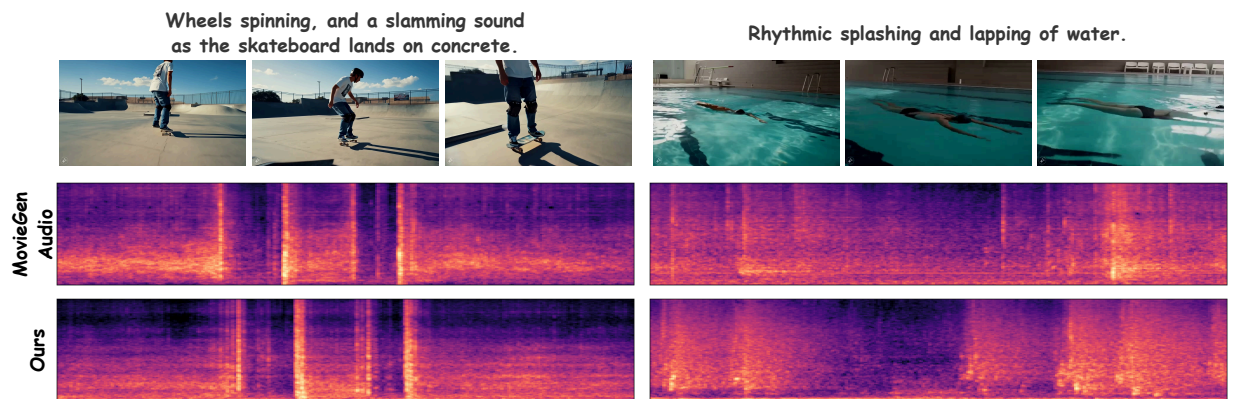 Wheels spinning, and a slamming sound
as the skateboard lands on concrete.
Rhythmic splashing and lapping of water.
MovieGen
Audio
Ours